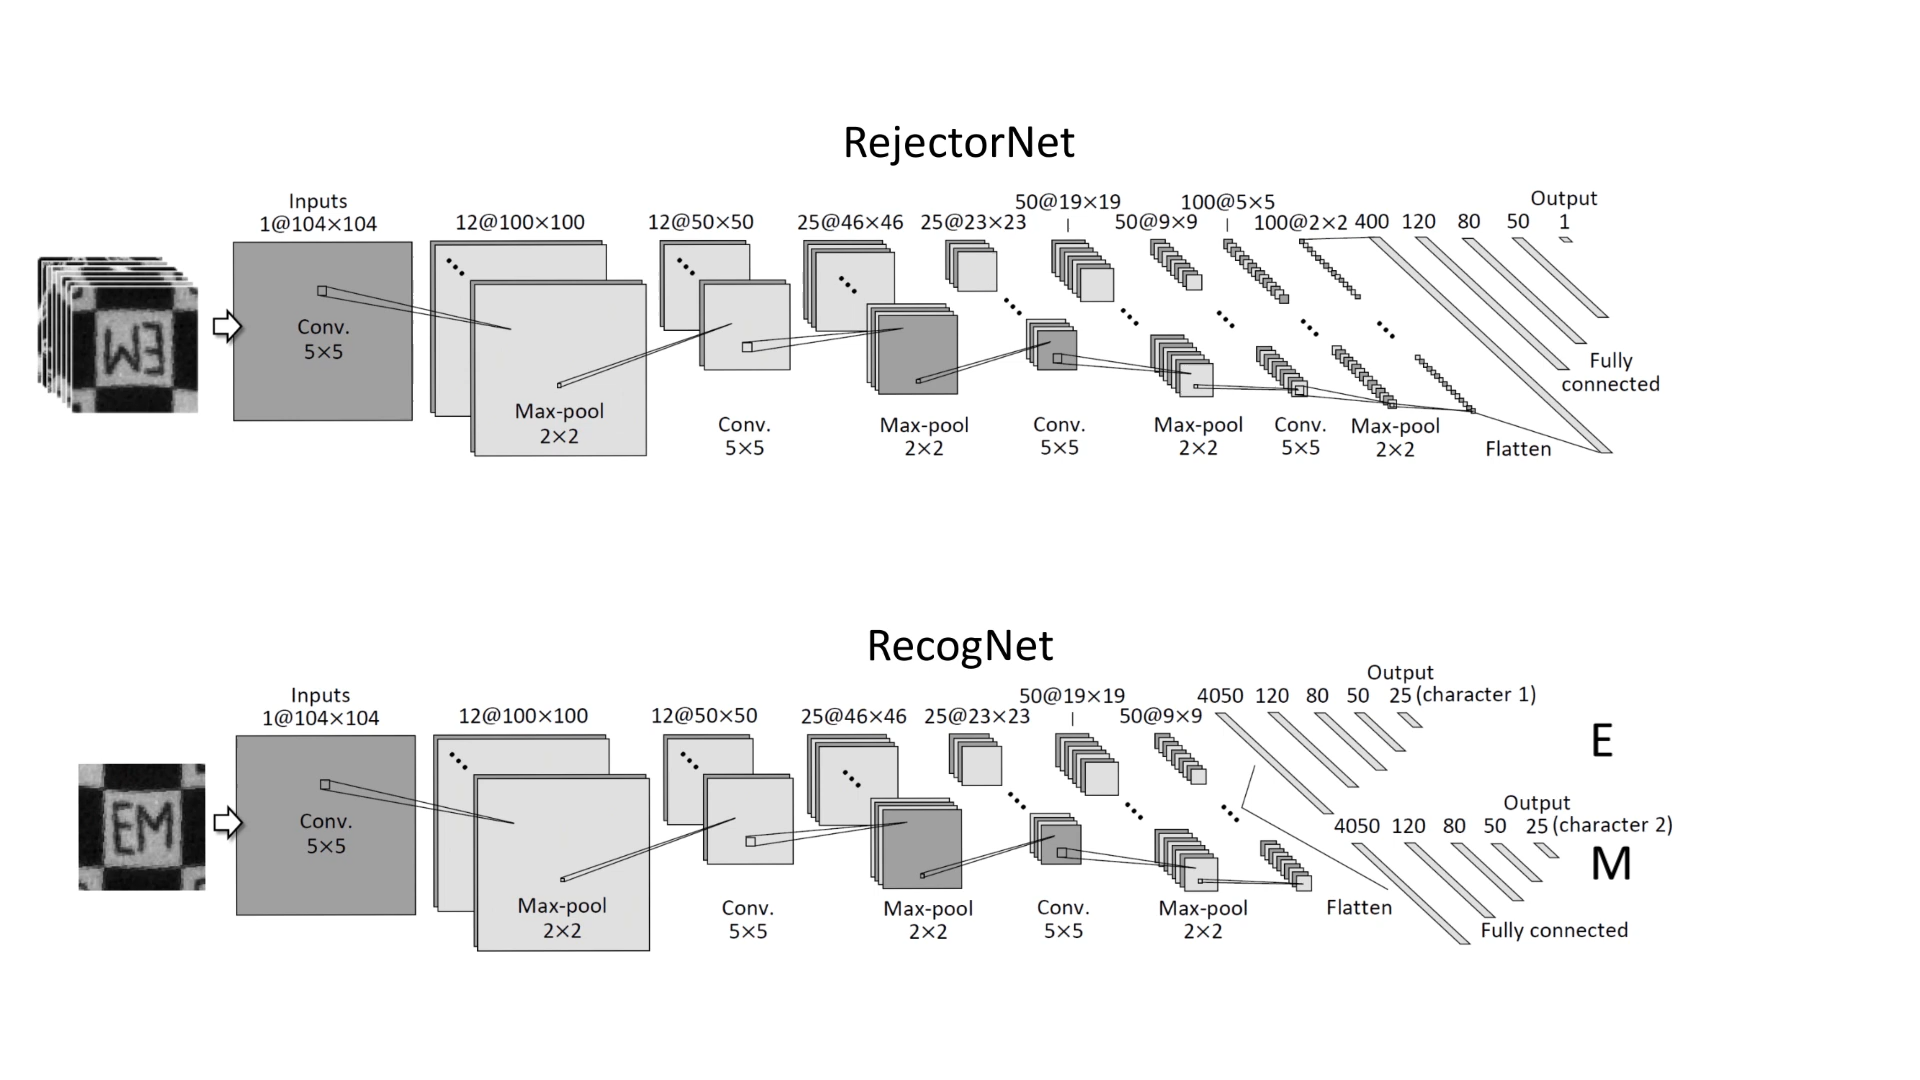 RejectorNet
Inputs
1@104×104
12@100×100
12@50×50
25@46×46
25@23×23
50@19×19
50@9×9
100@5×5
100@2×2
400
120
80
50
Output
1
EM
Conv.
5×5
Max-pool
2×2
Conv.
5×5
Max-pool
2×2
Conv.
5×5
Max-pool
2×2
Conv.
5×5
Max-pool
2×2
Flatten
Fully
connected
RecogNet
Inputs
1@104×104
12@100×100
12@50×50
25@46×46
25@23×23
50@19×19
50@9×9
4050
120
80
50
Output
25 (character 1)
E
4050
120
80
50
Output
25 (character 2)
M
EM
Conv.
5×5
Max-pool
2×2
Conv.
5×5
Max-pool
2×2
Conv.
5×5
Max-pool
2×2
Flatten
Fully connected